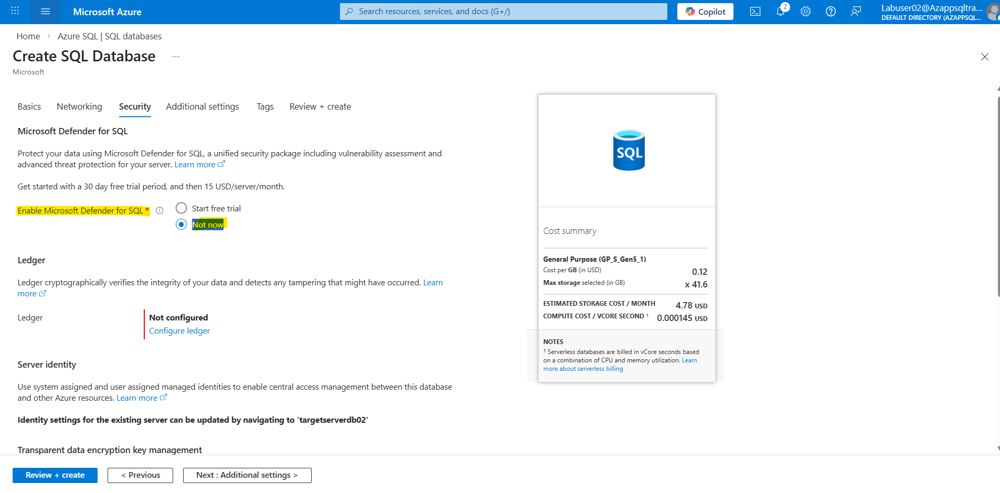 Microsoft Azure
Search resources, services, and docs (G+/)
Copilot
2
Labuser02@Azappsqltra...
DEFAULT DIRECTORY (AZAPPSQL...
Home > Azure SQL | SQL databases
Create SQL Database ...
Microsoft
Basics Networking Security Additional settings Tags Review + create
Microsoft Defender for SQL
Protect your data using Microsoft Defender for SQL, a unified security package including vulnerability assessment and
advanced threat protection for your server. Learn more
Get started with a 30 day free trial period, and then 15 USD/server/month.
Enable Microsoft Defender for SQL *
Start free trial
Not now
Ledger
Ledger cryptographically verifies the integrity of your data and detects any tampering that might have occurred. Learn
more
Ledger
Not configured
Configure ledger
Server identity
Use system assigned and user assigned managed identities to enable central access management between this database
and other Azure resources. Learn more
Identity settings for the existing server can be updated by navigating to 'targetserverdb02'
Transparent data encryption key management
SQL
Cost summary
General Purpose (GP_S_Gen5_1)
Cost per GB (in USD) 0.12
Max storage selected (in GB) x 41.6
ESTIMATED STORAGE COST / MONTH 4.78 USD
COMPUTE COST / VCORE SECOND 1 0.000145 USD
NOTES
1 Serverless databases are billed in vCore seconds based
on a combination of CPU and memory utilization. Learn
more about serverless billing
Review + create
< Previous
Next : Additional settings >